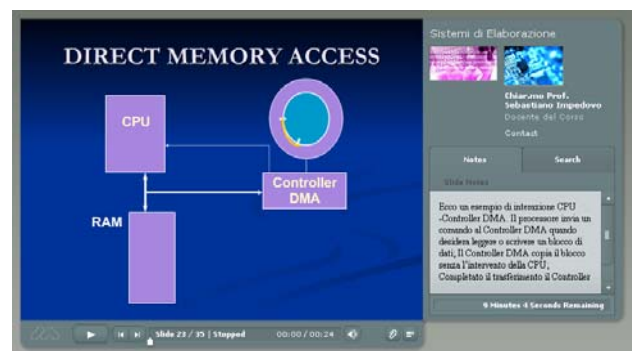 DIRECT MEMORY ACCESS
CPU
Controller
DMA
RAM
Slide 23 / 35 | Stopped
00:00 / 00:24
Sistemi di Elaborazione
Chiar.mo Prof.
Sebastiano Impedovo
Docente del Corso
Contact
Notes
Search
Slide Notes
Ecco un esempio di interazione CPU
-Controller DMA. Il processore invia un
comando al Controller DMA quando
desidera leggere o scrivere un blocco di
dati; Il Controller DMA copia il blocco
senza l'intervento della CPU;
Completato il trasferimento il Controller
9 Minutes 4 Seconds Remaining